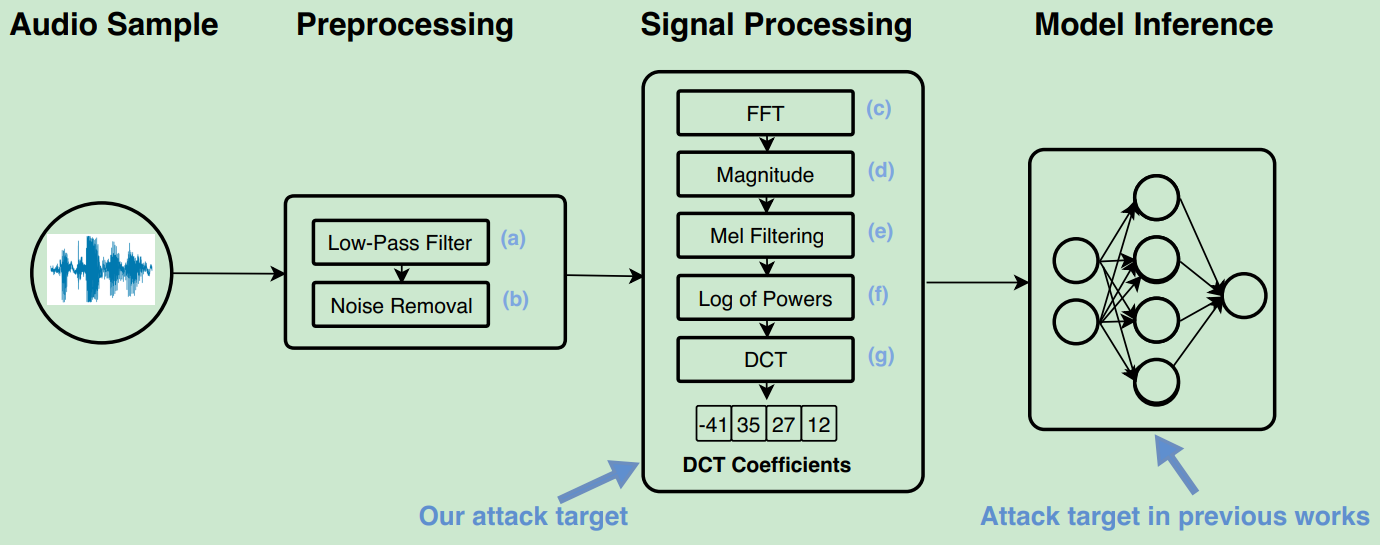 Audio Sample
Preprocessing
Signal Processing
Model Inference
Low-Pass Filter (a)
Noise Removal (b)
FFT (c)
Magnitude (d)
Mel Filtering (e)
Log of Powers (f)
DCT (g)
-41 35 27 12
DCT Coefficients
Our attack target
Attack target in previous works